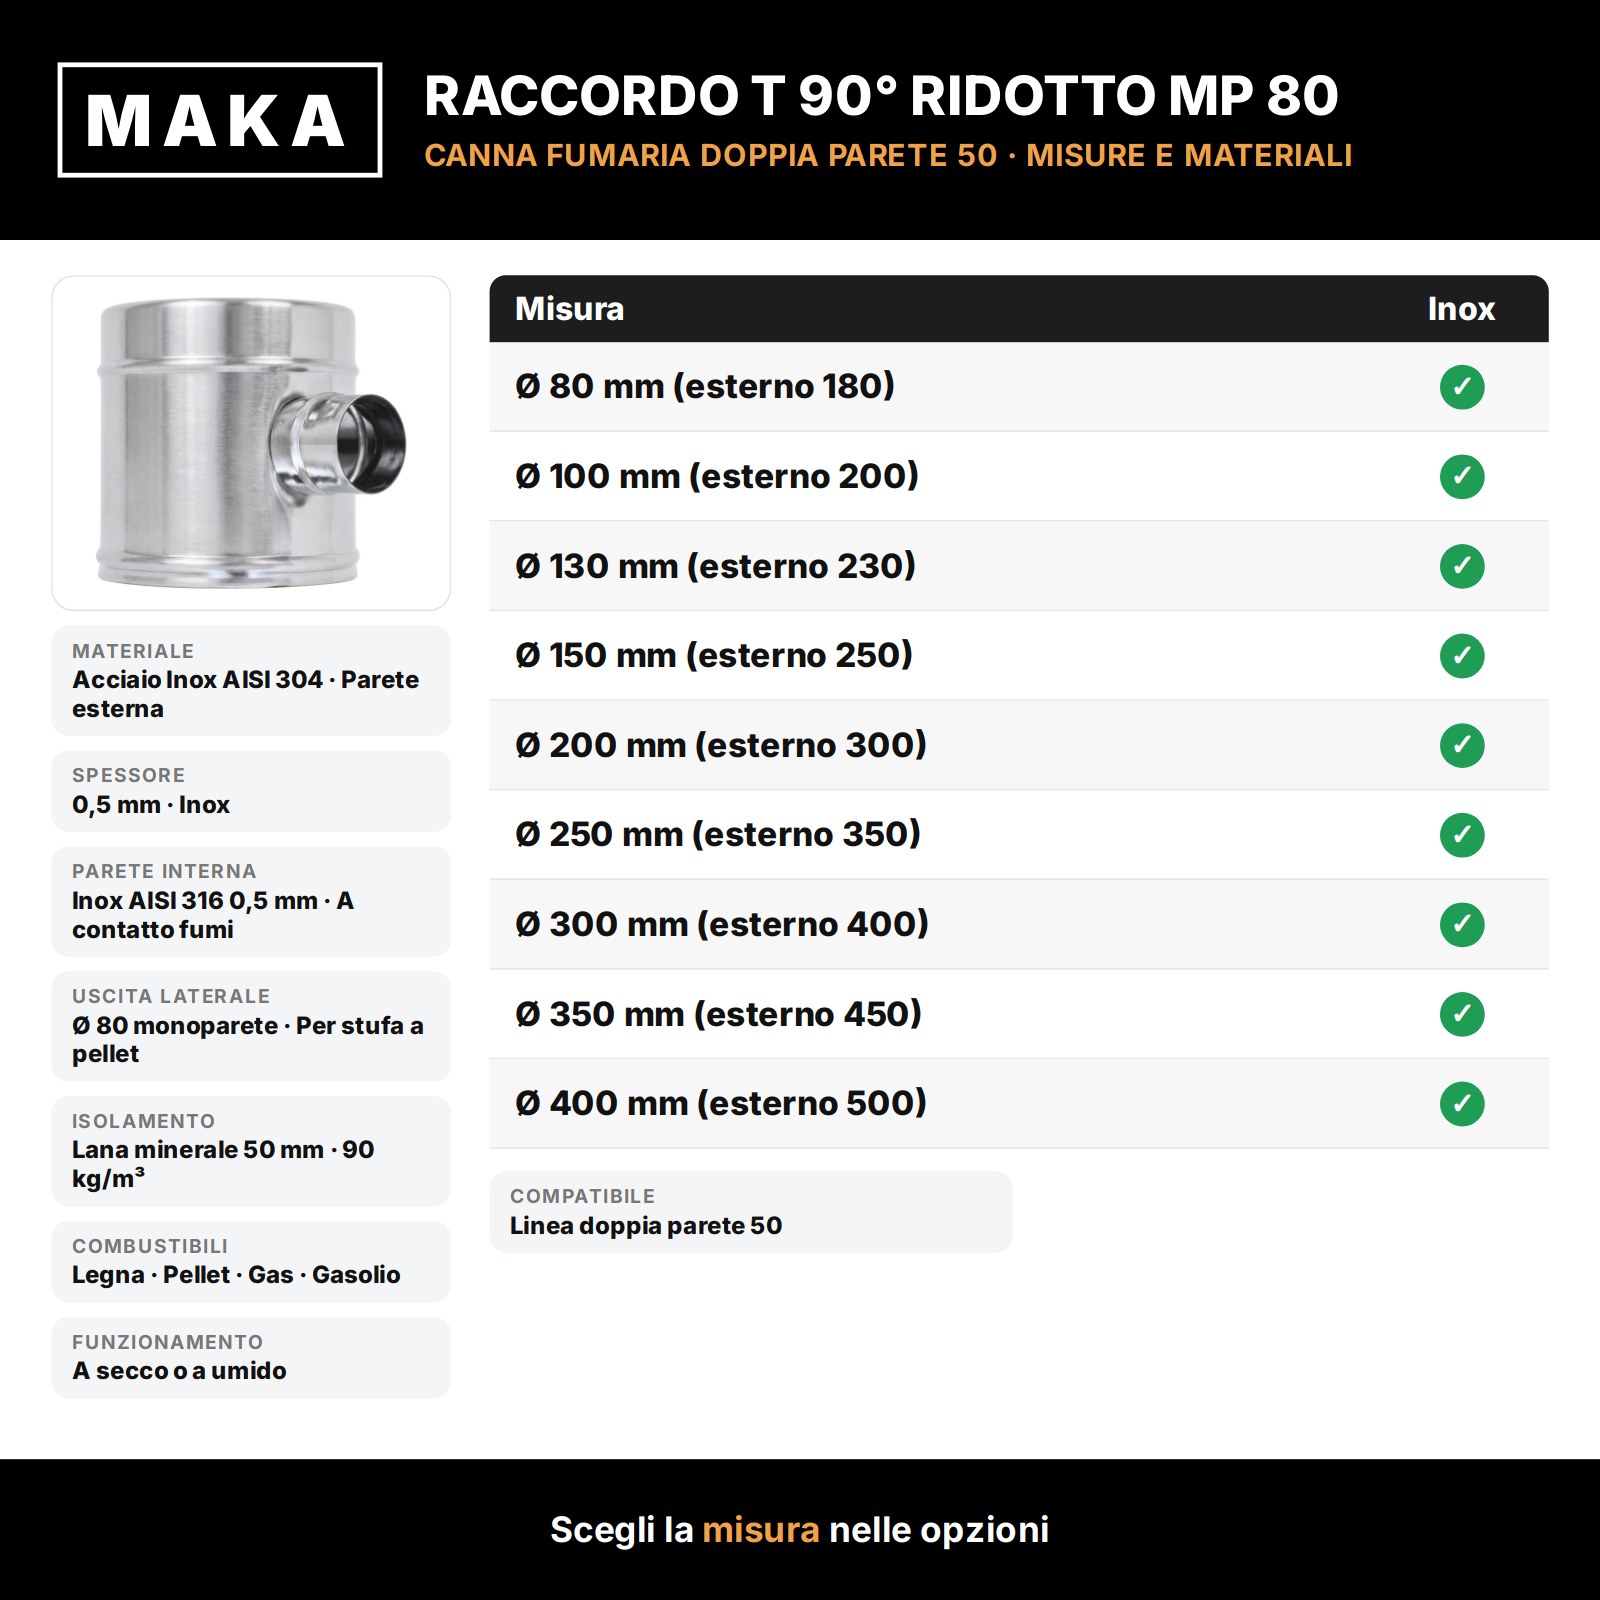 MAKA
RACCORDO T 90° RIDOTTO MP 80
CANNA FUMARIA DOPPIA PARETE 50 · MISURE E MATERIALI
MATERIALE
Acciaio Inox AISI 304 · Parete
esterna
SPESSORE
0,5 mm · Inox
PARETE INTERNA
Inox AISI 316 0,5 mm · A
contatto fumi
USCITA LATERALE
Ø 80 monoparete · Per stufa a
pellet
ISOLAMENTO
Lana minerale 50 mm · 90
kg/m³
COMBUSTIBILI
Legna · Pellet · Gas · Gasolio
FUNZIONAMENTO
A secco o a umido
Misura Inox
Ø 80 mm (esterno 180) ✓
Ø 100 mm (esterno 200) ✓
Ø 130 mm (esterno 230) ✓
Ø 150 mm (esterno 250) ✓
Ø 200 mm (esterno 300) ✓
Ø 250 mm (esterno 350) ✓
Ø 300 mm (esterno 400) ✓
Ø 350 mm (esterno 450) ✓
Ø 400 mm (esterno 500) ✓
COMPATIBILE
Linea doppia parete 50
Scegli la misura nelle opzioni